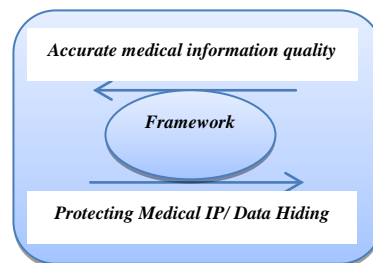 Accurate medical information quality
Framework
Protecting Medical IP/ Data Hiding